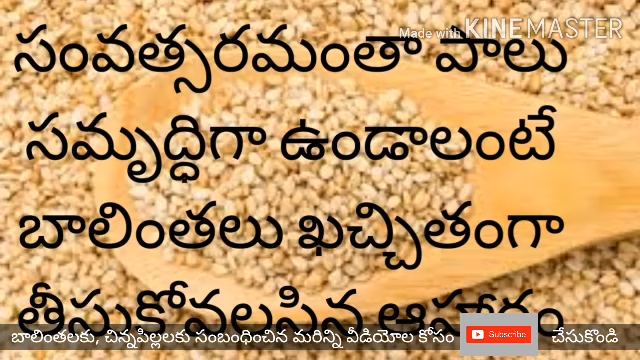 Made with KINEMASTER
సంవత్సరమంతా పాలు
సమృద్ధిగా ఉండాలంటే
బాలింతలు ఖచ్చితంగా
తీసుకోవలసిన ఆహారం
బాలింతలకు, చిన్నపిల్లలకు సంబంధించిన మరిన్ని వీడియోల కోసం Subscribe చేసుకొండి